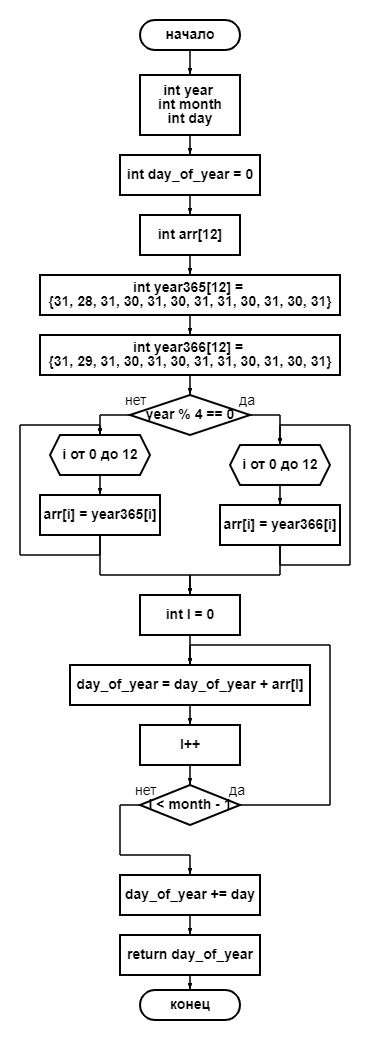 начало
int year
int month
int day
int day_of_year = 0
int arr[12]
int year365[12] =
{31, 28, 31, 30, 31, 30, 31, 31, 30, 31, 30, 31}
int year366[12] =
{31, 29, 31, 30, 31, 30, 31, 31, 30, 31, 30, 31}
нет
да
year % 4 == 0
i от 0 до 12
i от 0 до 12
arr[i] = year365[i]
arr[i] = year366[i]
int l = 0
day_of_year = day_of_year + arr[l]
l++
нет
да
l < month - 1
day_of_year += day
return day_of_year
конец